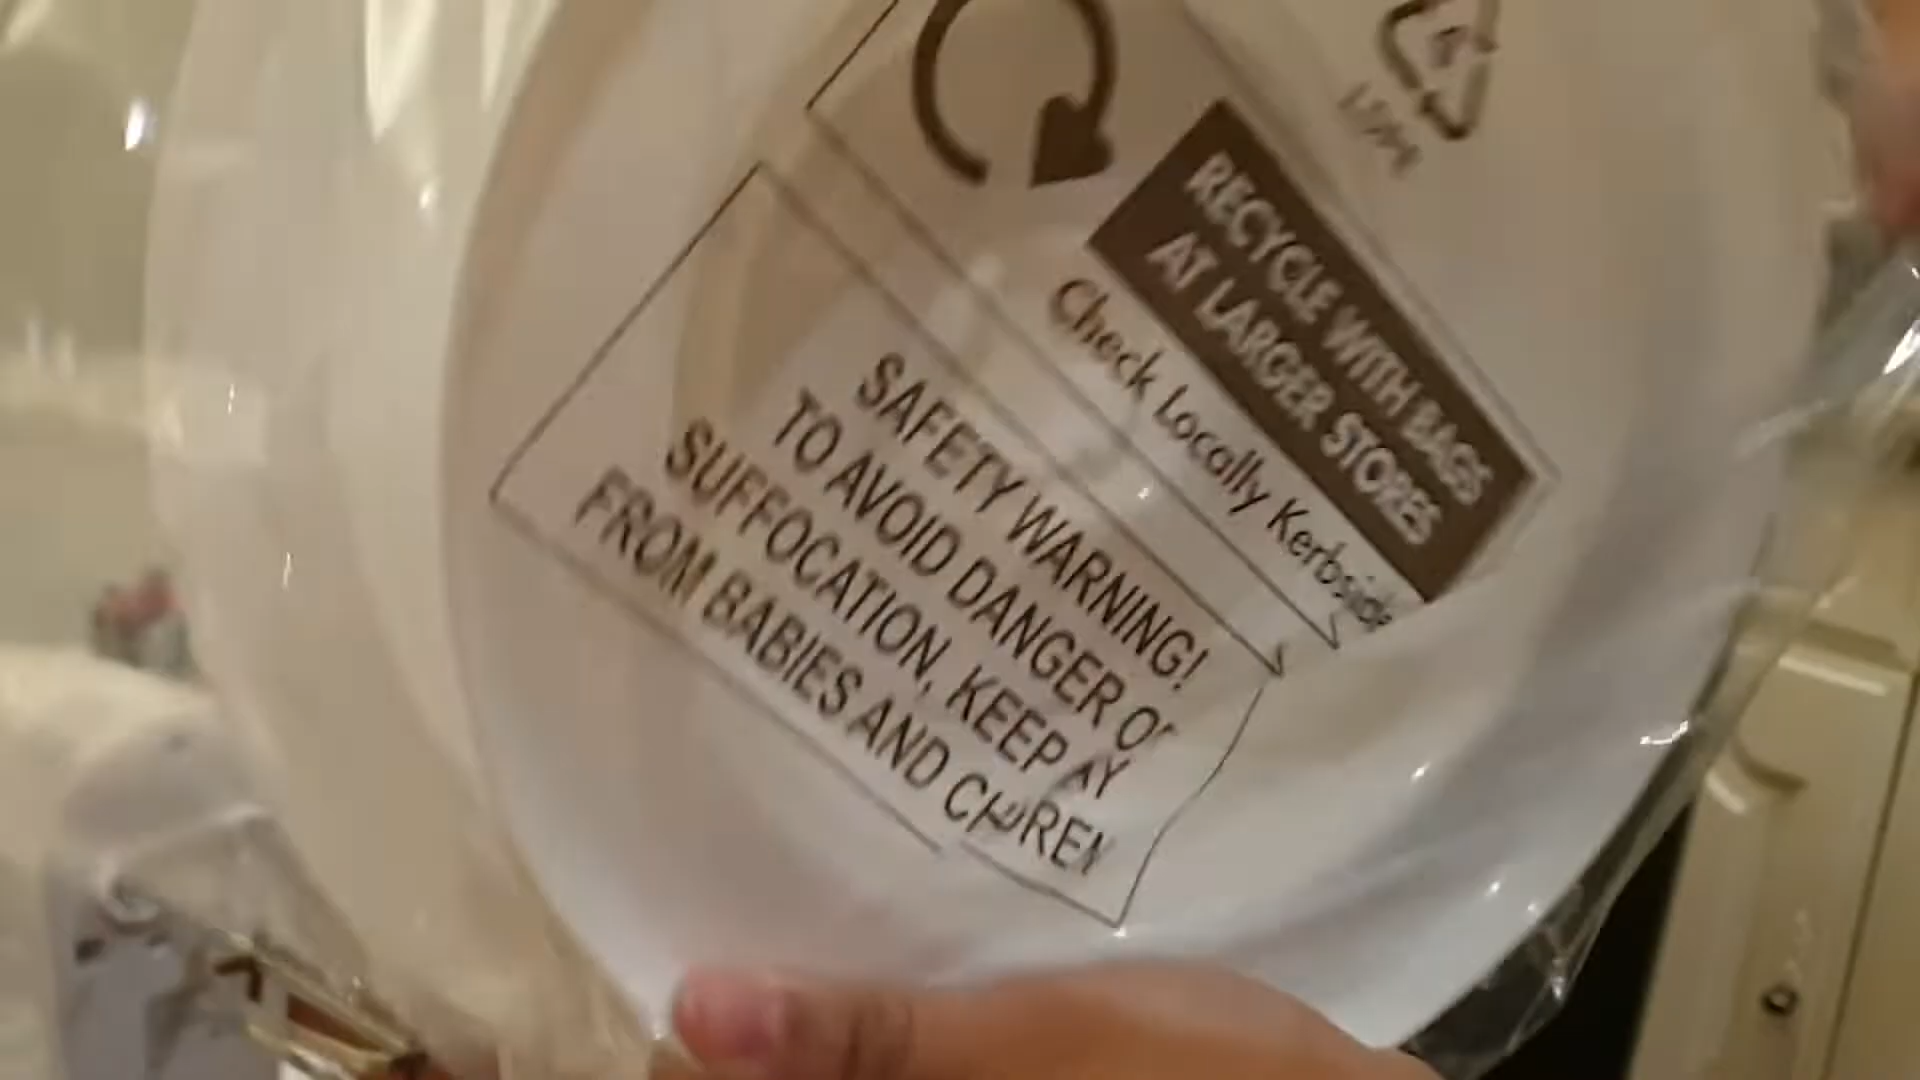 RECYCLE WITH BAGS
AT LARGER STORES
Check Locally Kerbside
SAFETY WARNING!
TO AVOID DANGER OF
SUFFOCATION, KEEP
FROM BABIES AND